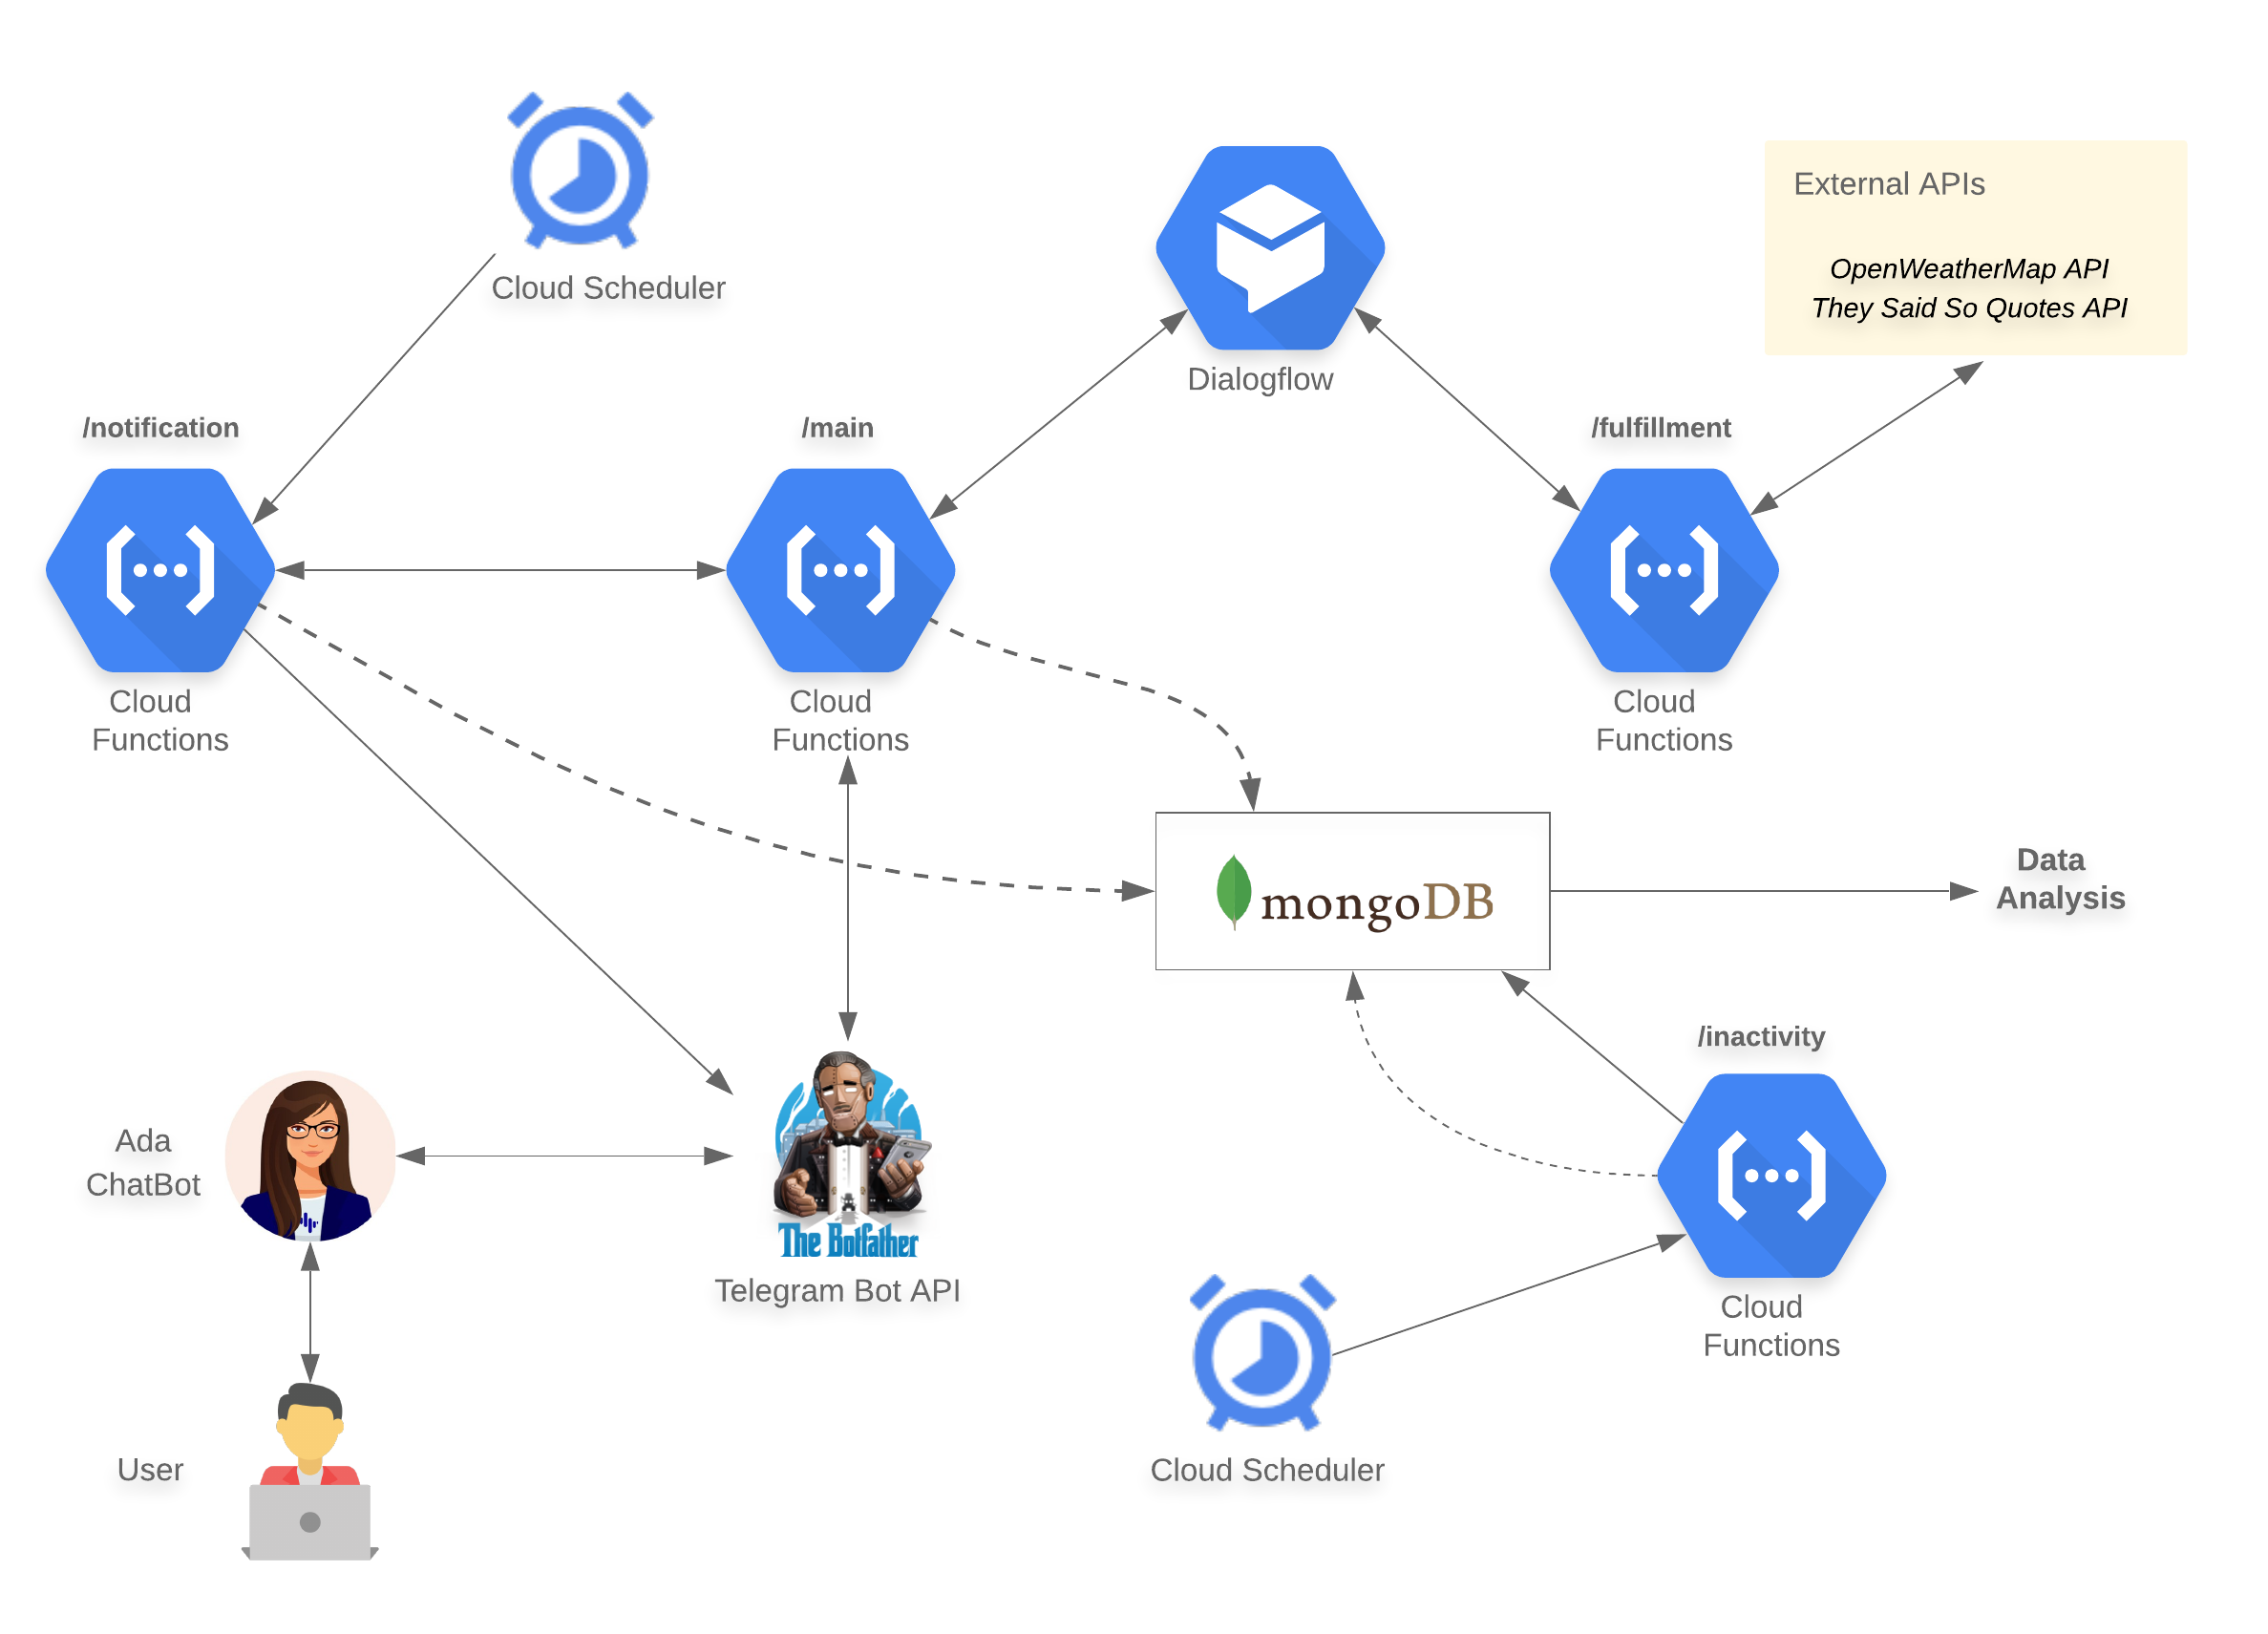 Cloud Scheduler
Dialogflow
External APIs
OpenWeatherMap API
They Said So Quotes API
/notification
/main
/fulfillment
Cloud
Functions
Cloud
Functions
Cloud
Functions
mongoDB
Data
Analysis
/inactivity
Ada
ChatBot
The Botfather
Telegram Bot API
Cloud
Functions
User
Cloud Scheduler